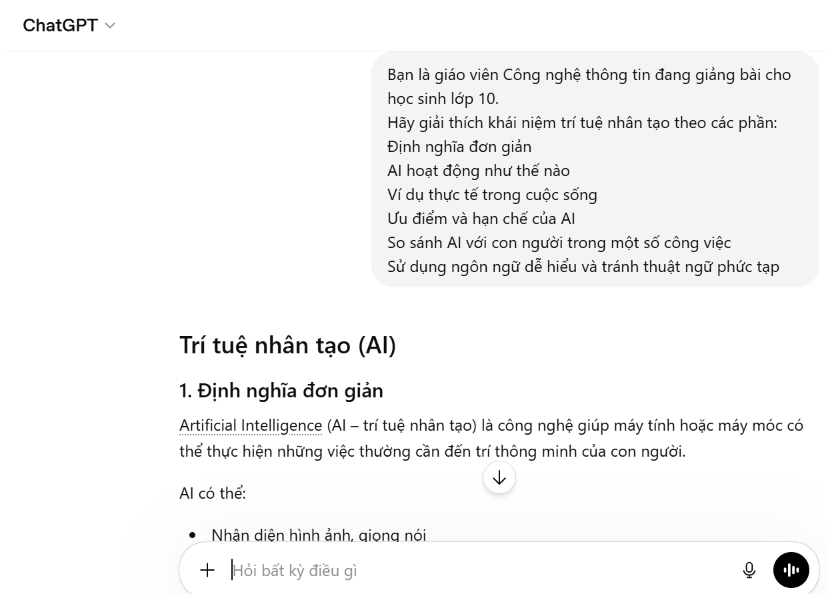 ChatGPT
Bạn là giáo viên Công nghệ thông tin đang giảng bài cho
học sinh lớp 10.
Hãy giải thích khái niệm trí tuệ nhân tạo theo các phần:
Định nghĩa đơn giản
AI hoạt động như thế nào
Ví dụ thực tế trong cuộc sống
Ưu điểm và hạn chế của AI
So sánh AI với con người trong một số công việc
Sử dụng ngôn ngữ dễ hiểu và tránh thuật ngữ phức tạp
Trí tuệ nhân tạo (AI)
1. Định nghĩa đơn giản
Artificial Intelligence (AI – trí tuệ nhân tạo) là công nghệ giúp máy tính hoặc máy móc có
thể thực hiện những việc thường cần đến trí thông minh của con người.
AI có thể:
• Nhận diện hình ảnh, giọng nói
Hỏi bất kỳ điều gì